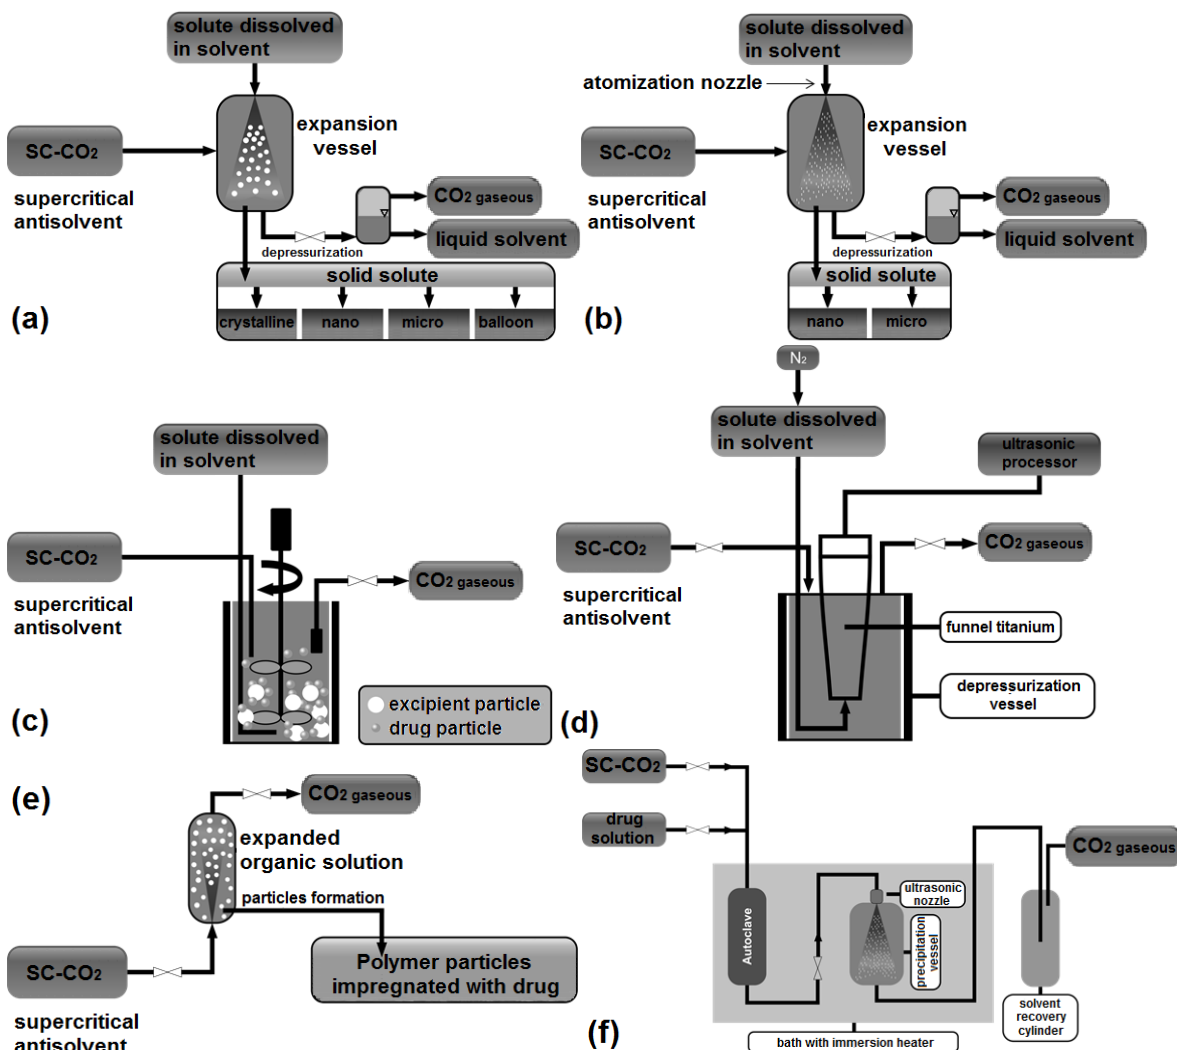 solute dissolved
in solvent
SC-CO2
supercritical
antisolvent
expansion
vessel
CO2 gaseous
liquid solvent
depressurization
solid solute
crystalline
nano
micro
balloon
(a)
solute dissolved
in solvent
atomization nozzle
SC-CO2
supercritical
antisolvent
expansion
vessel
CO2 gaseous
liquid solvent
depressurization
solid solute
nano
micro
(b)
solute dissolved
in solvent
SC-CO2
supercritical
antisolvent
CO2 gaseous
excipient particle
drug particle
(c)
N2
solute dissolved
in solvent
ultrasonic
processor
SC-CO2
supercritical
antisolvent
CO2 gaseous
funnel titanium
depressurization
vessel
(d)
(e)
CO2 gaseous
expanded
organic solution
particles formation
SC-CO2
supercritical
antisolvent
Polymer particles
impregnated with drug
SC-CO2
drug
solution
Autoclave
ultrasonic
nozzle
precipitation
vessel
CO2 gaseous
solvent
recovery
cylinder
bath with immersion heater
(f)